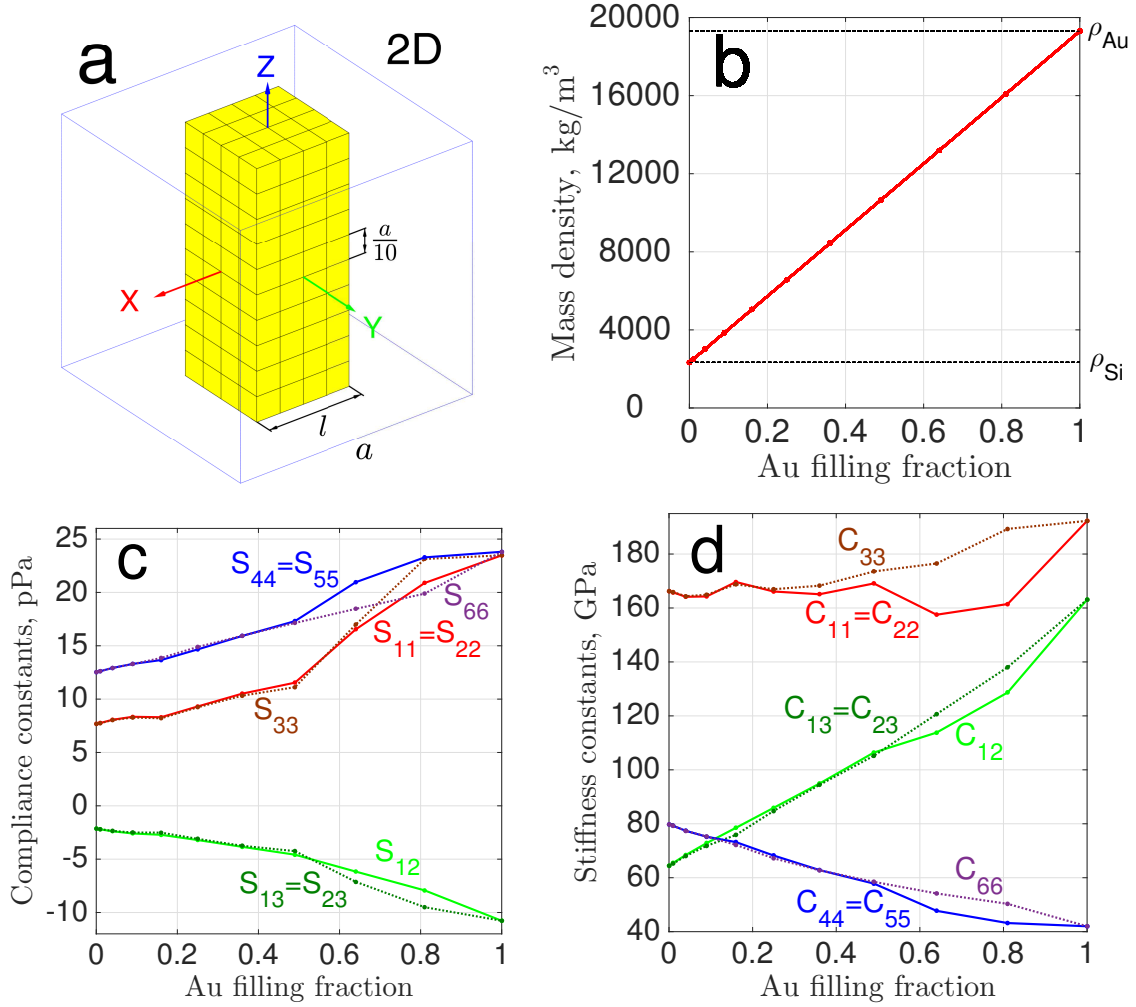 a
2D
Z
X
Y
a
10
l
a
b
20000
16000
12000
8000
4000
0
Mass density, kg/m³
ρ_Au
ρ_Si
0 0.2 0.4 0.6 0.8 1
Au filling fraction
c
25
20
15
10
5
0
-5
-10
Compliance constants, pPa
S₄₄=S₅₅
S₆₆
S₁₁=S₂₂
S₃₃
S₁₂
S₁₃=S₂₃
0 0.2 0.4 0.6 0.8 1
Au filling fraction
d
180
160
140
120
100
80
60
40
Stiffness constants, GPa
C₃₃
C₁₁=C₂₂
C₁₃=C₂₃
C₁₂
C₆₆
C₄₄=C₅₅
0 0.2 0.4 0.6 0.8 1
Au filling fraction